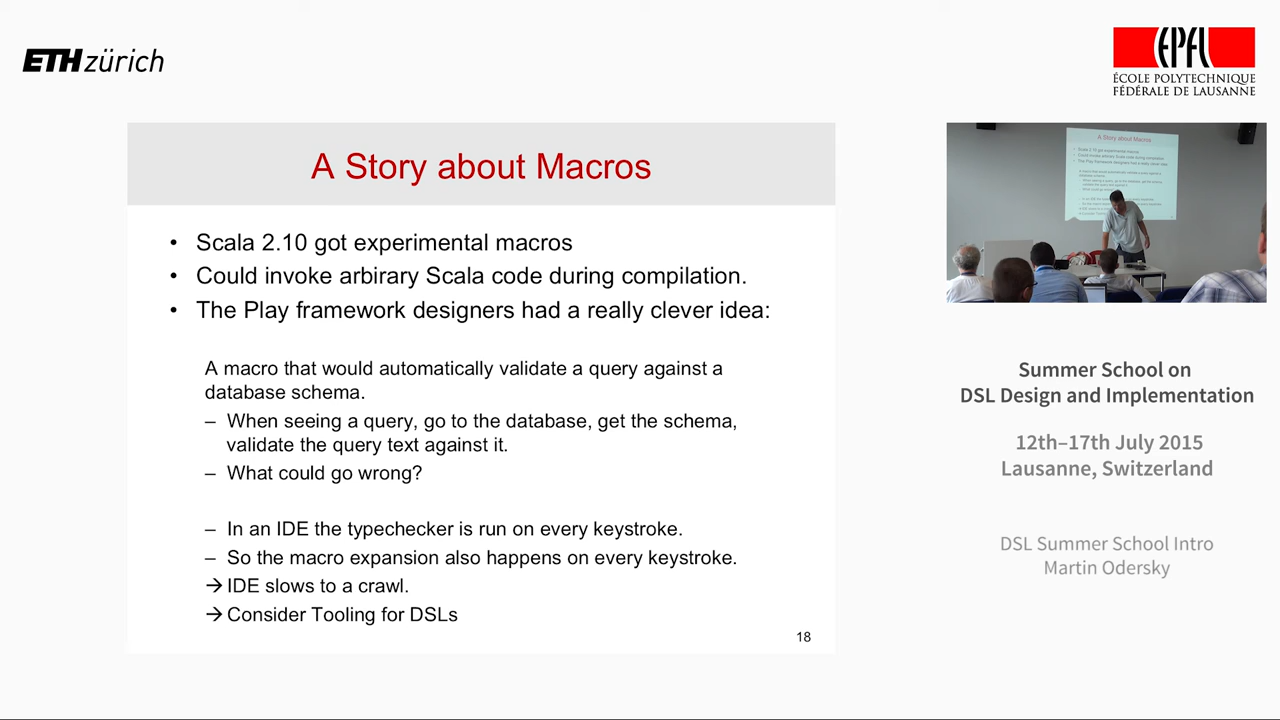 ETH zürich
EPFL
ÉCOLE POLYTECHNIQUE
FÉDÉRALE DE LAUSANNE
A Story about Macros
• Scala 2.10 got experimental macros
• Could invoke arbirary Scala code during compilation.
• The Play framework designers had a really clever idea:
A macro that would automatically validate a query against a
database schema.
– When seeing a query, go to the database, get the schema,
validate the query text against it.
– What could go wrong?
– In an IDE the typechecker is run on every keystroke.
– So the macro expansion also happens on every keystroke.
→ IDE slows to a crawl.
→ Consider Tooling for DSLs
18
A Story about Macros
Summer School on
DSL Design and Implementation
12th–17th July 2015
Lausanne, Switzerland
DSL Summer School Intro
Martin Odersky